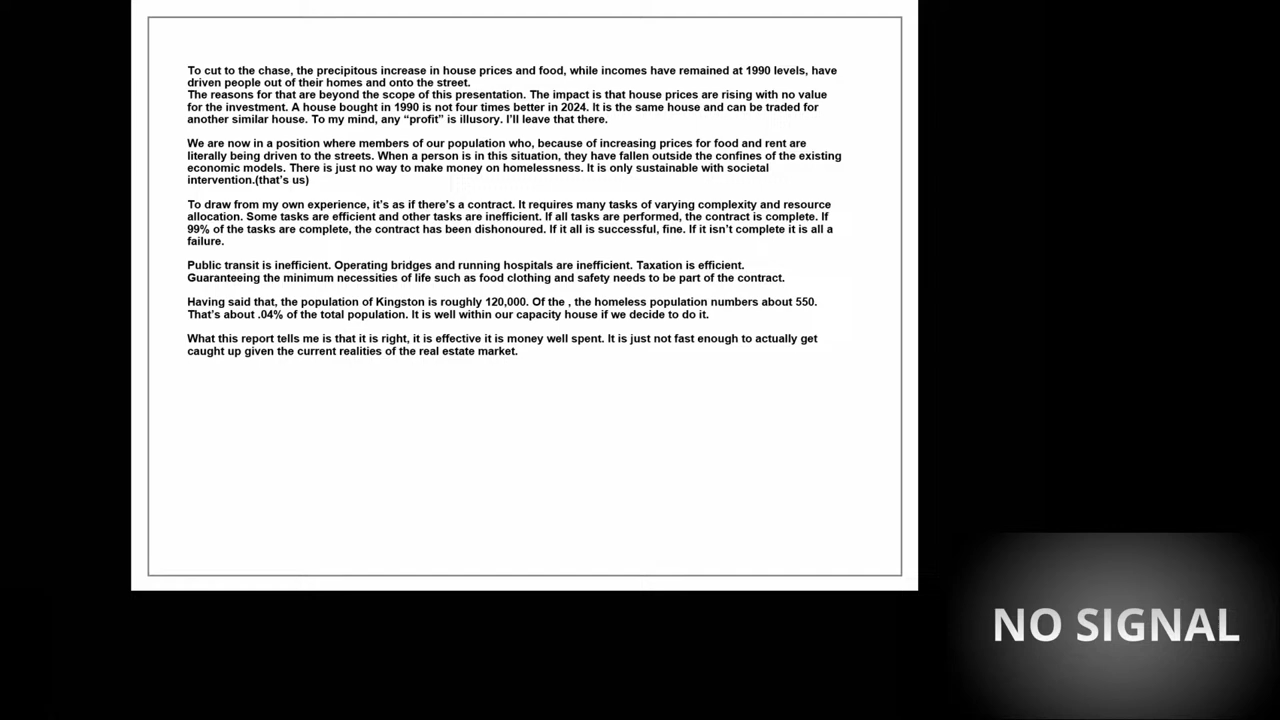 To cut to the chase, the precipitous increase in house prices and food, while incomes have remained at 1990 levels, have
driven people out of their homes and onto the street.
The reasons for that are beyond the scope of this presentation. The impact is that house prices are rising with no value
for the investment. A house bought in 1990 is not four times better in 2024. It is the same house and can be traded for
another similar house. To my mind, any “profit” is illusory. I’ll leave that there.
We are now in a position where members of our population who, because of increasing prices for food and rent are
literally being driven to the streets. When a person is in this situation, they have fallen outside the confines of the existing
economic models. There is just no way to make money on homelessness. It is only sustainable with societal
intervention.(that’s us)
To draw from my own experience, it’s as if there’s a contract. It requires many tasks of varying complexity and resource
allocation. Some tasks are efficient and other tasks are inefficient. If all tasks are performed, the contract is complete. If
99% of the tasks are complete, the contract has been dishonoured. If it all is successful, fine. If it isn’t complete it is all a
failure.
Public transit is inefficient. Operating bridges and running hospitals are inefficient. Taxation is efficient.
Guaranteeing the minimum necessities of life such as food clothing and safety needs to be part of the contract.
Having said that, the population of Kingston is roughly 120,000. Of the , the homeless population numbers about 550.
That’s about .04% of the total population. It is well within our capacity house if we decide to do it.
What this report tells me is that it is right, it is effective it is money well spent. It is just not fast enough to actually get
caught up given the current realities of the real estate market.
NO SIGNAL